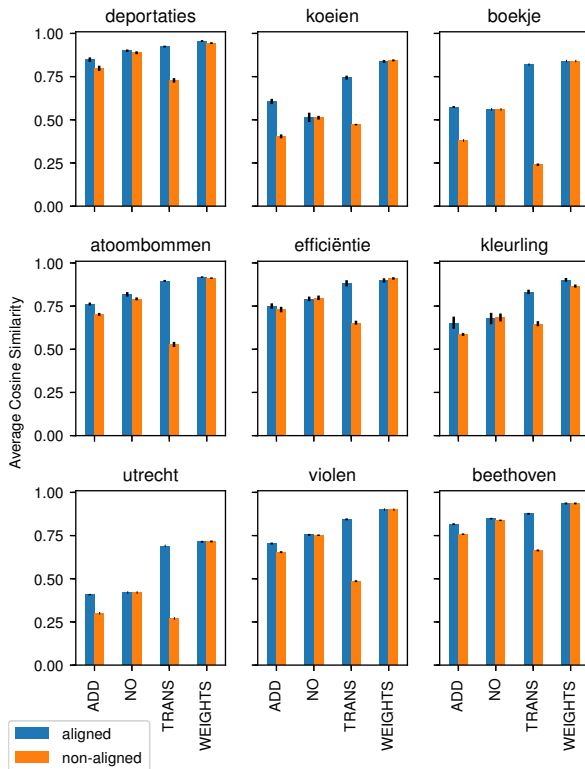 deportaties
koeien
boekje
1.00
0.75
0.50
0.25
0.00
atoombommen
efficiëntie
kleurling
1.00
0.75
0.50
0.25
0.00
Average Cosine Similarity
utrecht
violen
beethoven
1.00
0.75
0.50
0.25
0.00
ADD
NO
TRANS
WEIGHTS
ADD
NO
TRANS
WEIGHTS
ADD
NO
TRANS
WEIGHTS
aligned
non-aligned